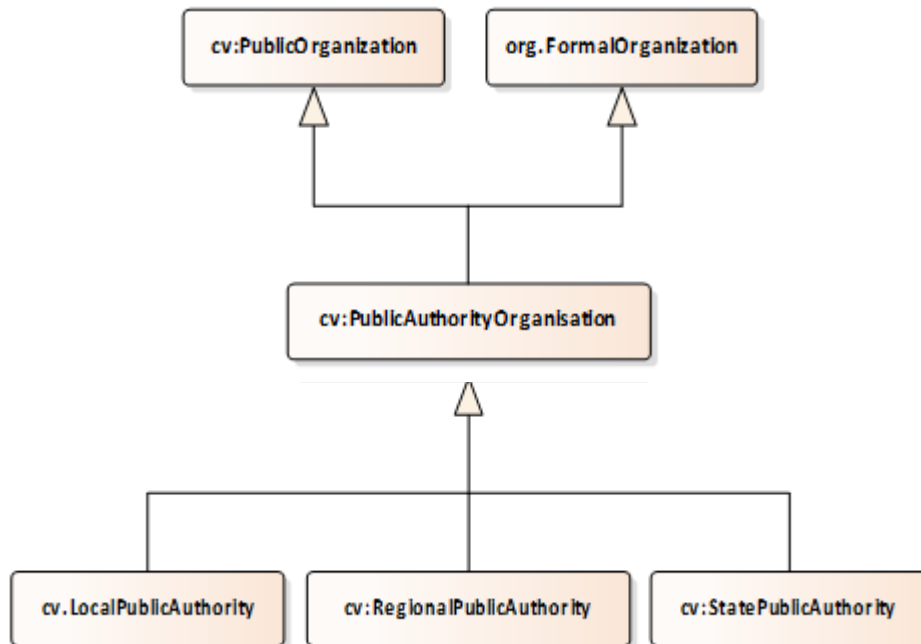 cv:PublicOrganization
org.FormalOrganization
cv:PublicAuthorityOrganisation
cv.LocalPublicAuthority
cv:RegionalPublicAuthority
cv:StatePublicAuthority